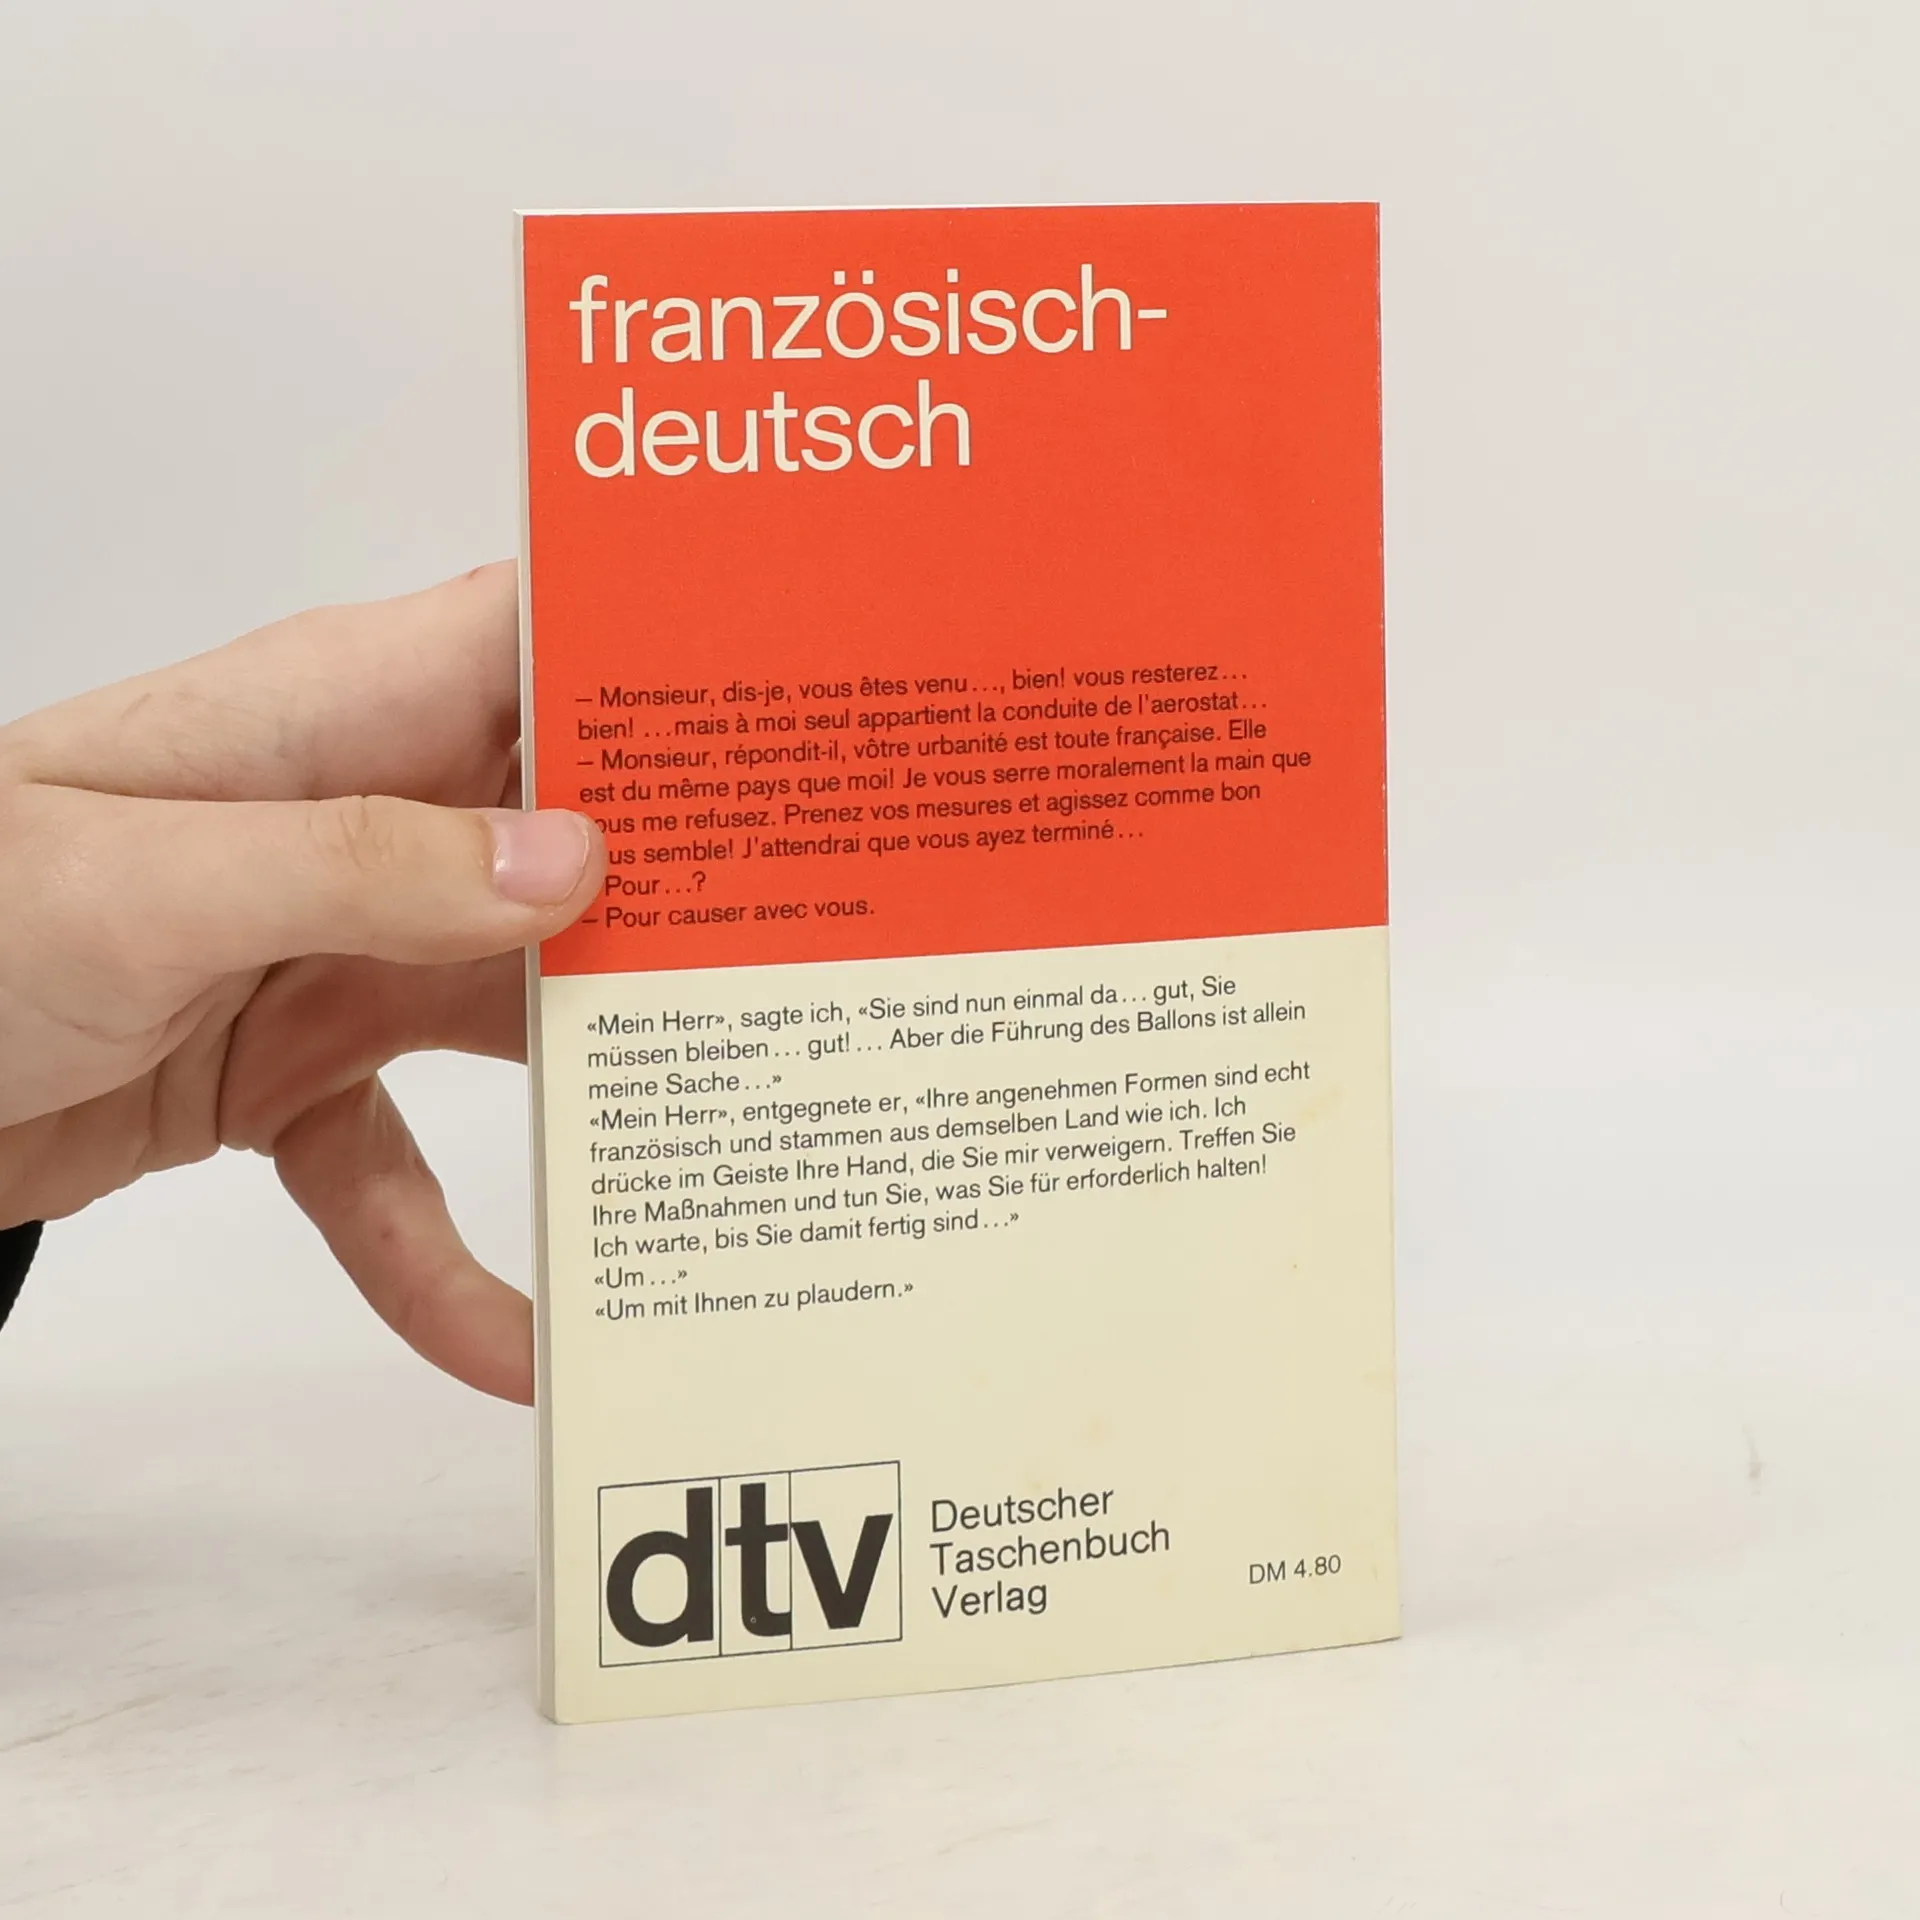 französisch-
deutsch
– Monsieur, dis-je, vous êtes venu..., bien! vous resterez...
bien! ...mais à moi seul appartient la conduite de l'aerostat...
– Monsieur, répondit-il, vôtre urbanité est toute française. Elle
est du même pays que moi! Je vous serre moralement la main que
me refusez. Prenez vos mesures et agissez comme bon
semble! J'attendrai que vous ayez terminé...
Pour...?
– Pour causer avec vous.
«Mein Herr», sagte ich, «Sie sind nun einmal da... gut, Sie
müssen bleiben... gut! ... Aber die Führung des Ballons ist allein
meine Sache...»
«Mein Herr», entgegnete er, «Ihre angenehmen Formen sind echt
französisch und stammen aus demselben Land wie ich. Ich
drücke im Geiste Ihre Hand, die Sie mir verweigern. Treffen Sie
Ihre Maßnahmen und tun Sie, was Sie für erforderlich halten!
Ich warte, bis Sie damit fertig sind...»
«Um...»
«Um mit Ihnen zu plaudern.»
dtv
Deutscher
Taschenbuch
Verlag
DM 4.80